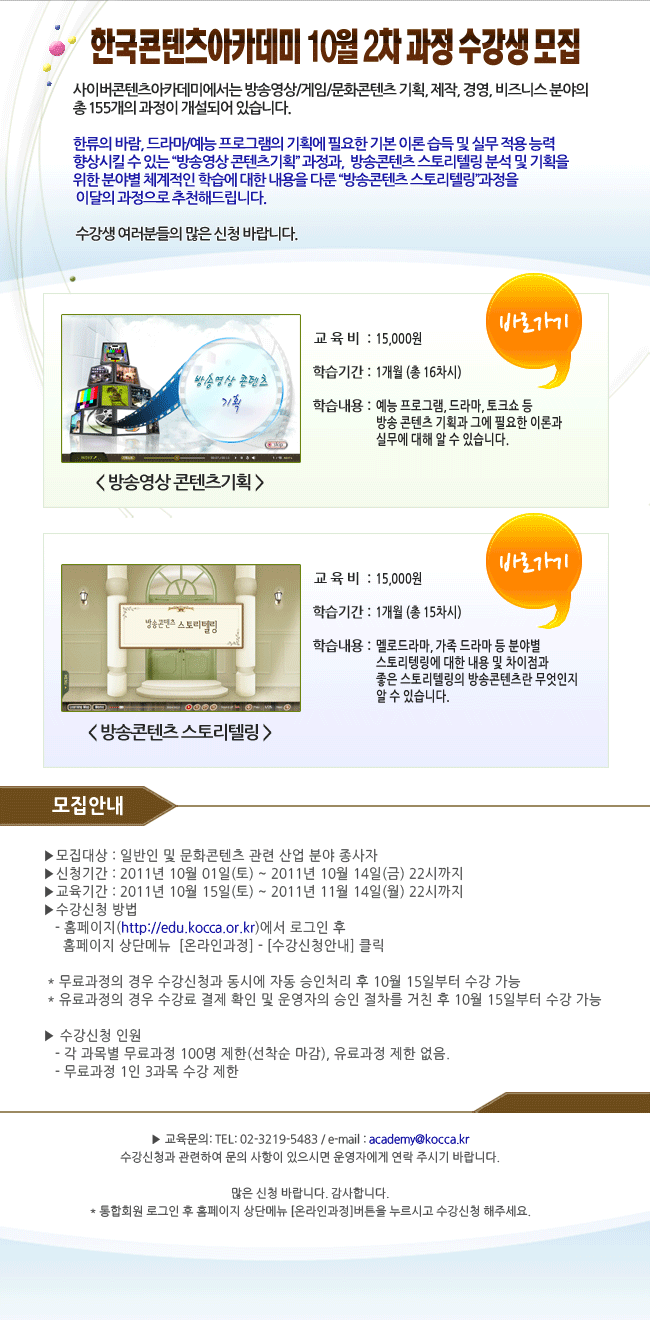 한국콘텐츠아카데미 10월 2차 과정 수강생 모집
사이버콘텐츠아카데미에서는 방송영상/게임/문화콘텐츠 기획, 제작, 경영, 비즈니스 분야의
총 155개의 과정이 개설되어 있습니다.
한류의 바람, 드라마/예능 프로그램의 기획에 필요한 기본 이론 습득 및 실무 적용 능력
향상시킬 수 있는 “방송영상 콘텐츠기획” 과정과, 방송콘텐츠 스토리텔링 분석 및 기획을
위한 분야별 체계적인 학습에 대한 내용을 다룬 “방송콘텐츠 스토리텔링”과정을
이달의 과정으로 추천해드립니다.
수강생 여러분들의 많은 신청 바랍니다.
바로가기
방송영상 콘텐츠
기획
skip
< 방송영상 콘텐츠기획 >
교 육 비 : 15,000원
학습기간 : 1개월 (총 16차시)
학습내용 : 예능 프로그램, 드라마, 토크쇼 등
방송 콘텐츠 기획과 그에 필요한 이론과
실무에 대해 알 수 있습니다.
바로가기
방송콘텐츠 스토리텔링
< 방송콘텐츠 스토리텔링 >
교 육 비 : 15,000원
학습기간 : 1개월 (총 15차시)
학습내용 : 멜로드라마, 가족 드라마 등 분야별
스토리텡링에 대한 내용 및 차이점과
좋은 스토리텔링의 방송콘텐츠란 무엇인지
알 수 있습니다.
모집안내
▶모집대상 : 일반인 및 문화콘텐츠 관련 산업 분야 종사자
▶신청기간 : 2011년 10월 01일(토) ~ 2011년 10월 14일(금) 22시까지
▶교육기간 : 2011년 10월 15일(토) ~ 2011년 11월 14일(월) 22시까지
▶수강신청 방법
- 홈페이지(http://edu.kocca.or.kr)에서 로그인 후
홈페이지 상단메뉴 [온라인과정] - [수강신청안내] 클릭
* 무료과정의 경우 수강신청과 동시에 자동 승인처리 후 10월 15일부터 수강 가능
* 유료과정의 경우 수강료 결제 확인 및 운영자의 승인 절차를 거친 후 10월 15일부터 수강 가능
▶ 수강신청 인원
- 각 과목별 무료과정 100명 제한(선착순 마감), 유료과정 제한 없음.
- 무료과정 1인 3과목 수강 제한
▶ 교육문의: TEL: 02-3219-5483 / e-mail : academy@kocca.kr
수강신청과 관련하여 문의 사항이 있으시면 운영자에게 연락 주시기 바랍니다.
많은 신청 바랍니다. 감사합니다.
* 통합회원 로그인 후 홈페이지 상단메뉴 [온라인과정]버튼을 누르시고 수강신청 해주세요.